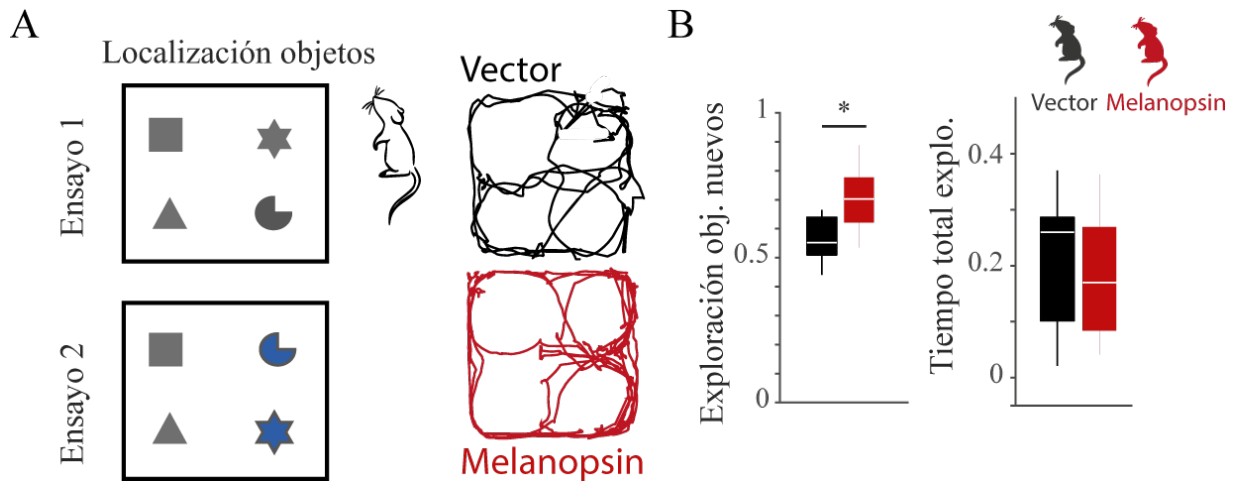 A
Localización objetos
Ensayo 1
Ensayo 2
Vector
Melanopsin
B
Exploración obj. nuevos
1
0.5
0
*
Vector Melanopsin
Tiempo total explo.
0.4
0.2
0